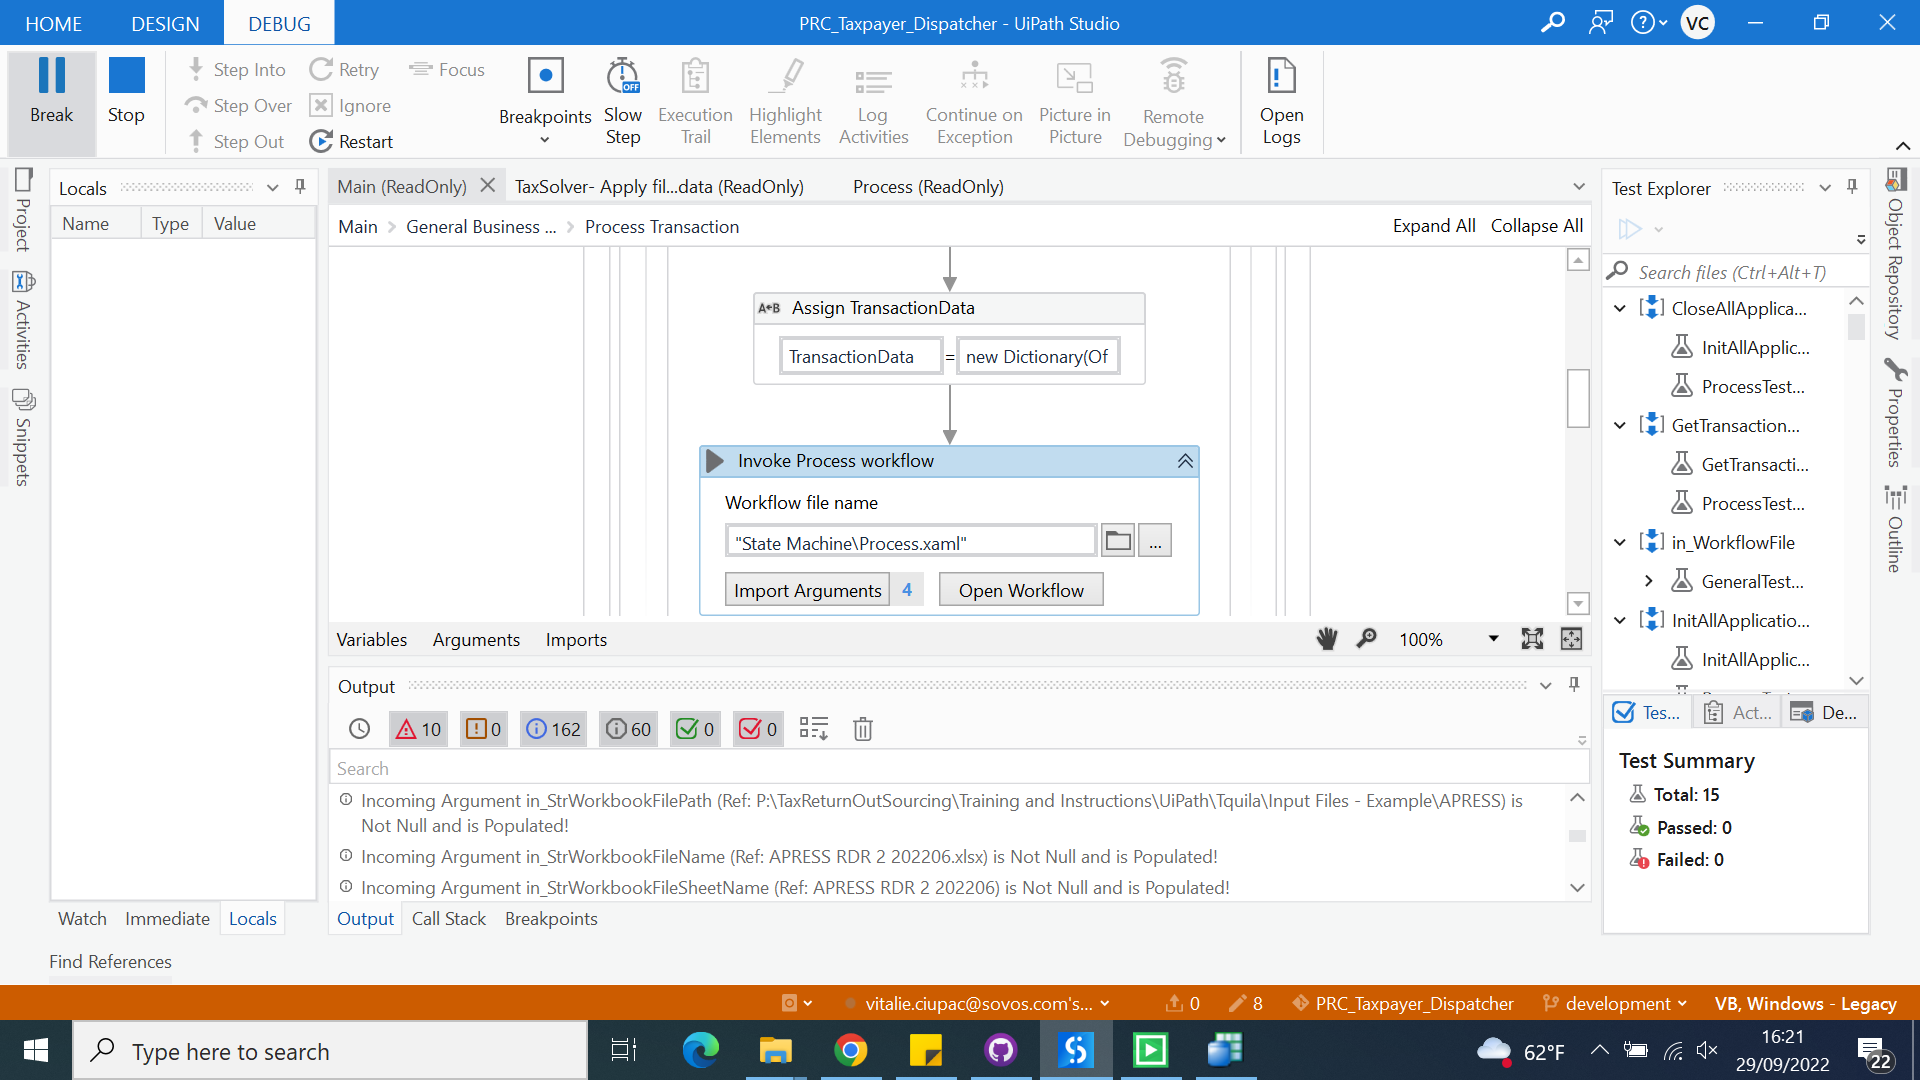 HOME DESIGN DEBUG PRC_Taxpayer_Dispatcher - UiPath Studio VC
Break Stop
Step Into Retry Focus
Step Over Ignore
Step Out Restart
Breakpoints
Slow
Step
OFF
Execution
Trail
Highlight
Elements
Log
Activities
Continue on
Exception
Picture in
Picture
Remote
Debugging
Open
Logs
Project
Activities
Snippets
Locals
Name Type Value
Main (ReadOnly) TaxSolver- Apply fil...data (ReadOnly) Process (ReadOnly)
Main General Business ... Process Transaction Expand All Collapse All
A+B Assign TransactionData
TransactionData = new Dictionary(Of
Invoke Process workflow
Workflow file name
"State Machine\Process.xaml" ...
Import Arguments 4 Open Workflow
Variables Arguments Imports 100%
Output
10 0 162 60 0 0
Search
Incoming Argument in_StrWorkbookFilePath (Ref: P:\TaxReturnOutSourcing\Training and Instructions\UiPath\Tquila\Input Files - Example\APRESS) is
Not Null and is Populated!
Incoming Argument in_StrWorkbookFileName (Ref: APRESS RDR 2 202206.xlsx) is Not Null and is Populated!
Incoming Argument in_StrWorkbookFileSheetName (Ref: APRESS RDR 2 202206) is Not Null and is Populated!
Watch Immediate Locals
Output Call Stack Breakpoints
Find References
Test Explorer
Search files (Ctrl+Alt+T)
CloseAllApplica...
InitAllApplic...
ProcessTest...
GetTransaction...
GetTransacti...
ProcessTest...
in_WorkflowFile
GeneralTest...
InitAllApplicatio...
InitAllApplic...
Tes... Act... De...
Test Summary
Total: 15
Passed: 0
Failed: 0
Object Repository
Properties
Outline
vitalie.ciupac@sovos.com's... 0 8 PRC_Taxpayer_Dispatcher development VB, Windows - Legacy
Type here to search
62°F
16:21
29/09/2022
22